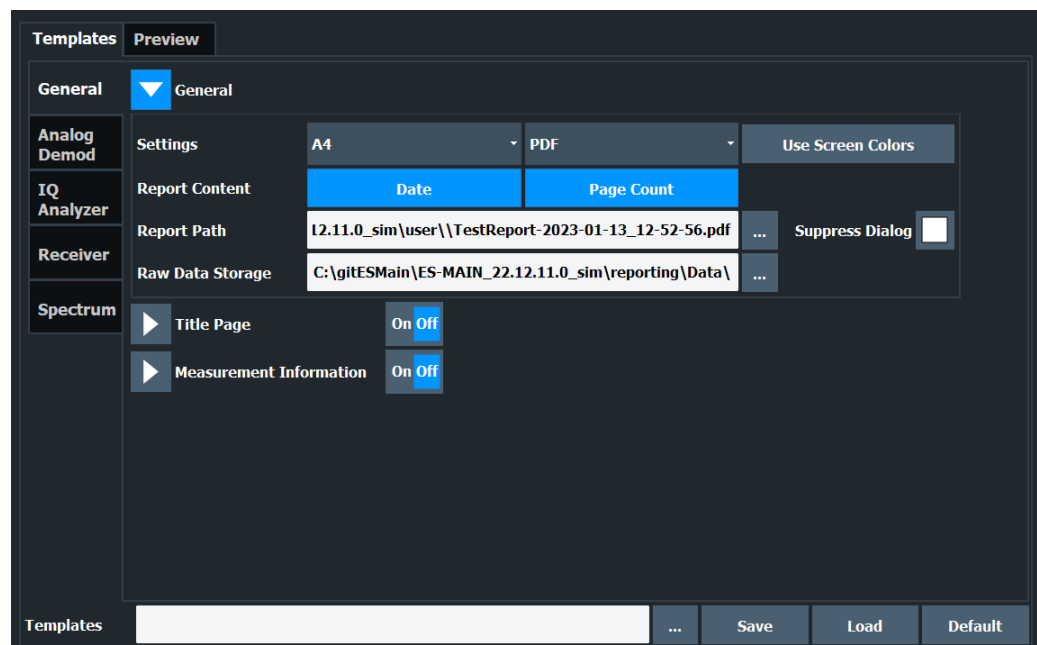 Templates Preview
General
General
Analog
Demod
Settings A4 PDF Use Screen Colors
IQ
Analyzer
Report Content Date Page Count
Report Path 12.11.0_sim\user\\TestReport-2023-01-13_12-52-56.pdf ... Suppress Dialog
Receiver
Raw Data Storage C:\gitESMain\ES-MAIN_22.12.11.0_sim\reporting\Data\ ...
Spectrum
Title Page On Off
Measurement Information On Off
Templates ... Save Load Default